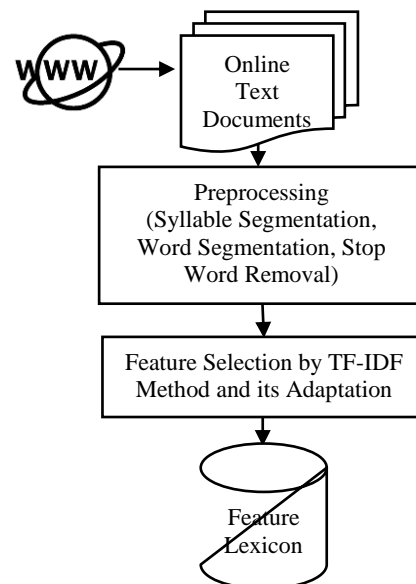 WWW
Online
Text
Documents
Preprocessing
(Syllable Segmentation,
Word Segmentation, Stop
Word Removal)
Feature Selection by TF-IDF
Method and its Adaptation
Feature
Lexicon